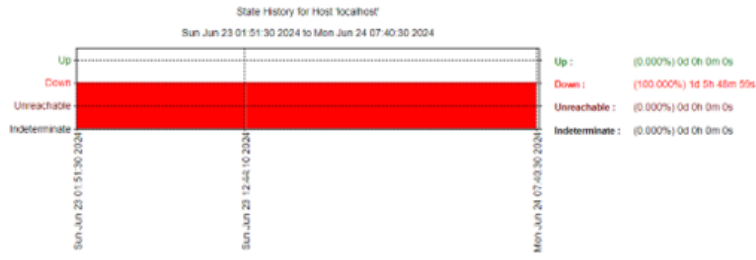 State History for Host 'localhost'
Sun Jun 23 01:51:30 2024 to Mon Jun 24 07:40:30 2024
Up
Down
Unreachable
Indeterminate
Up : (0.000%) 0d 0h 0m 0s
Down : (100.000%) 1d 5h 48m 59s
Unreachable : (0.000%) 0d 0h 0m 0s
Indeterminate : (0.000%) 0d 0h 0m 0s
Sun Jun 23 01:51:30 2024
Sun Jun 23 12:44:10 2024
Mon Jun 24 07:40:30 2024